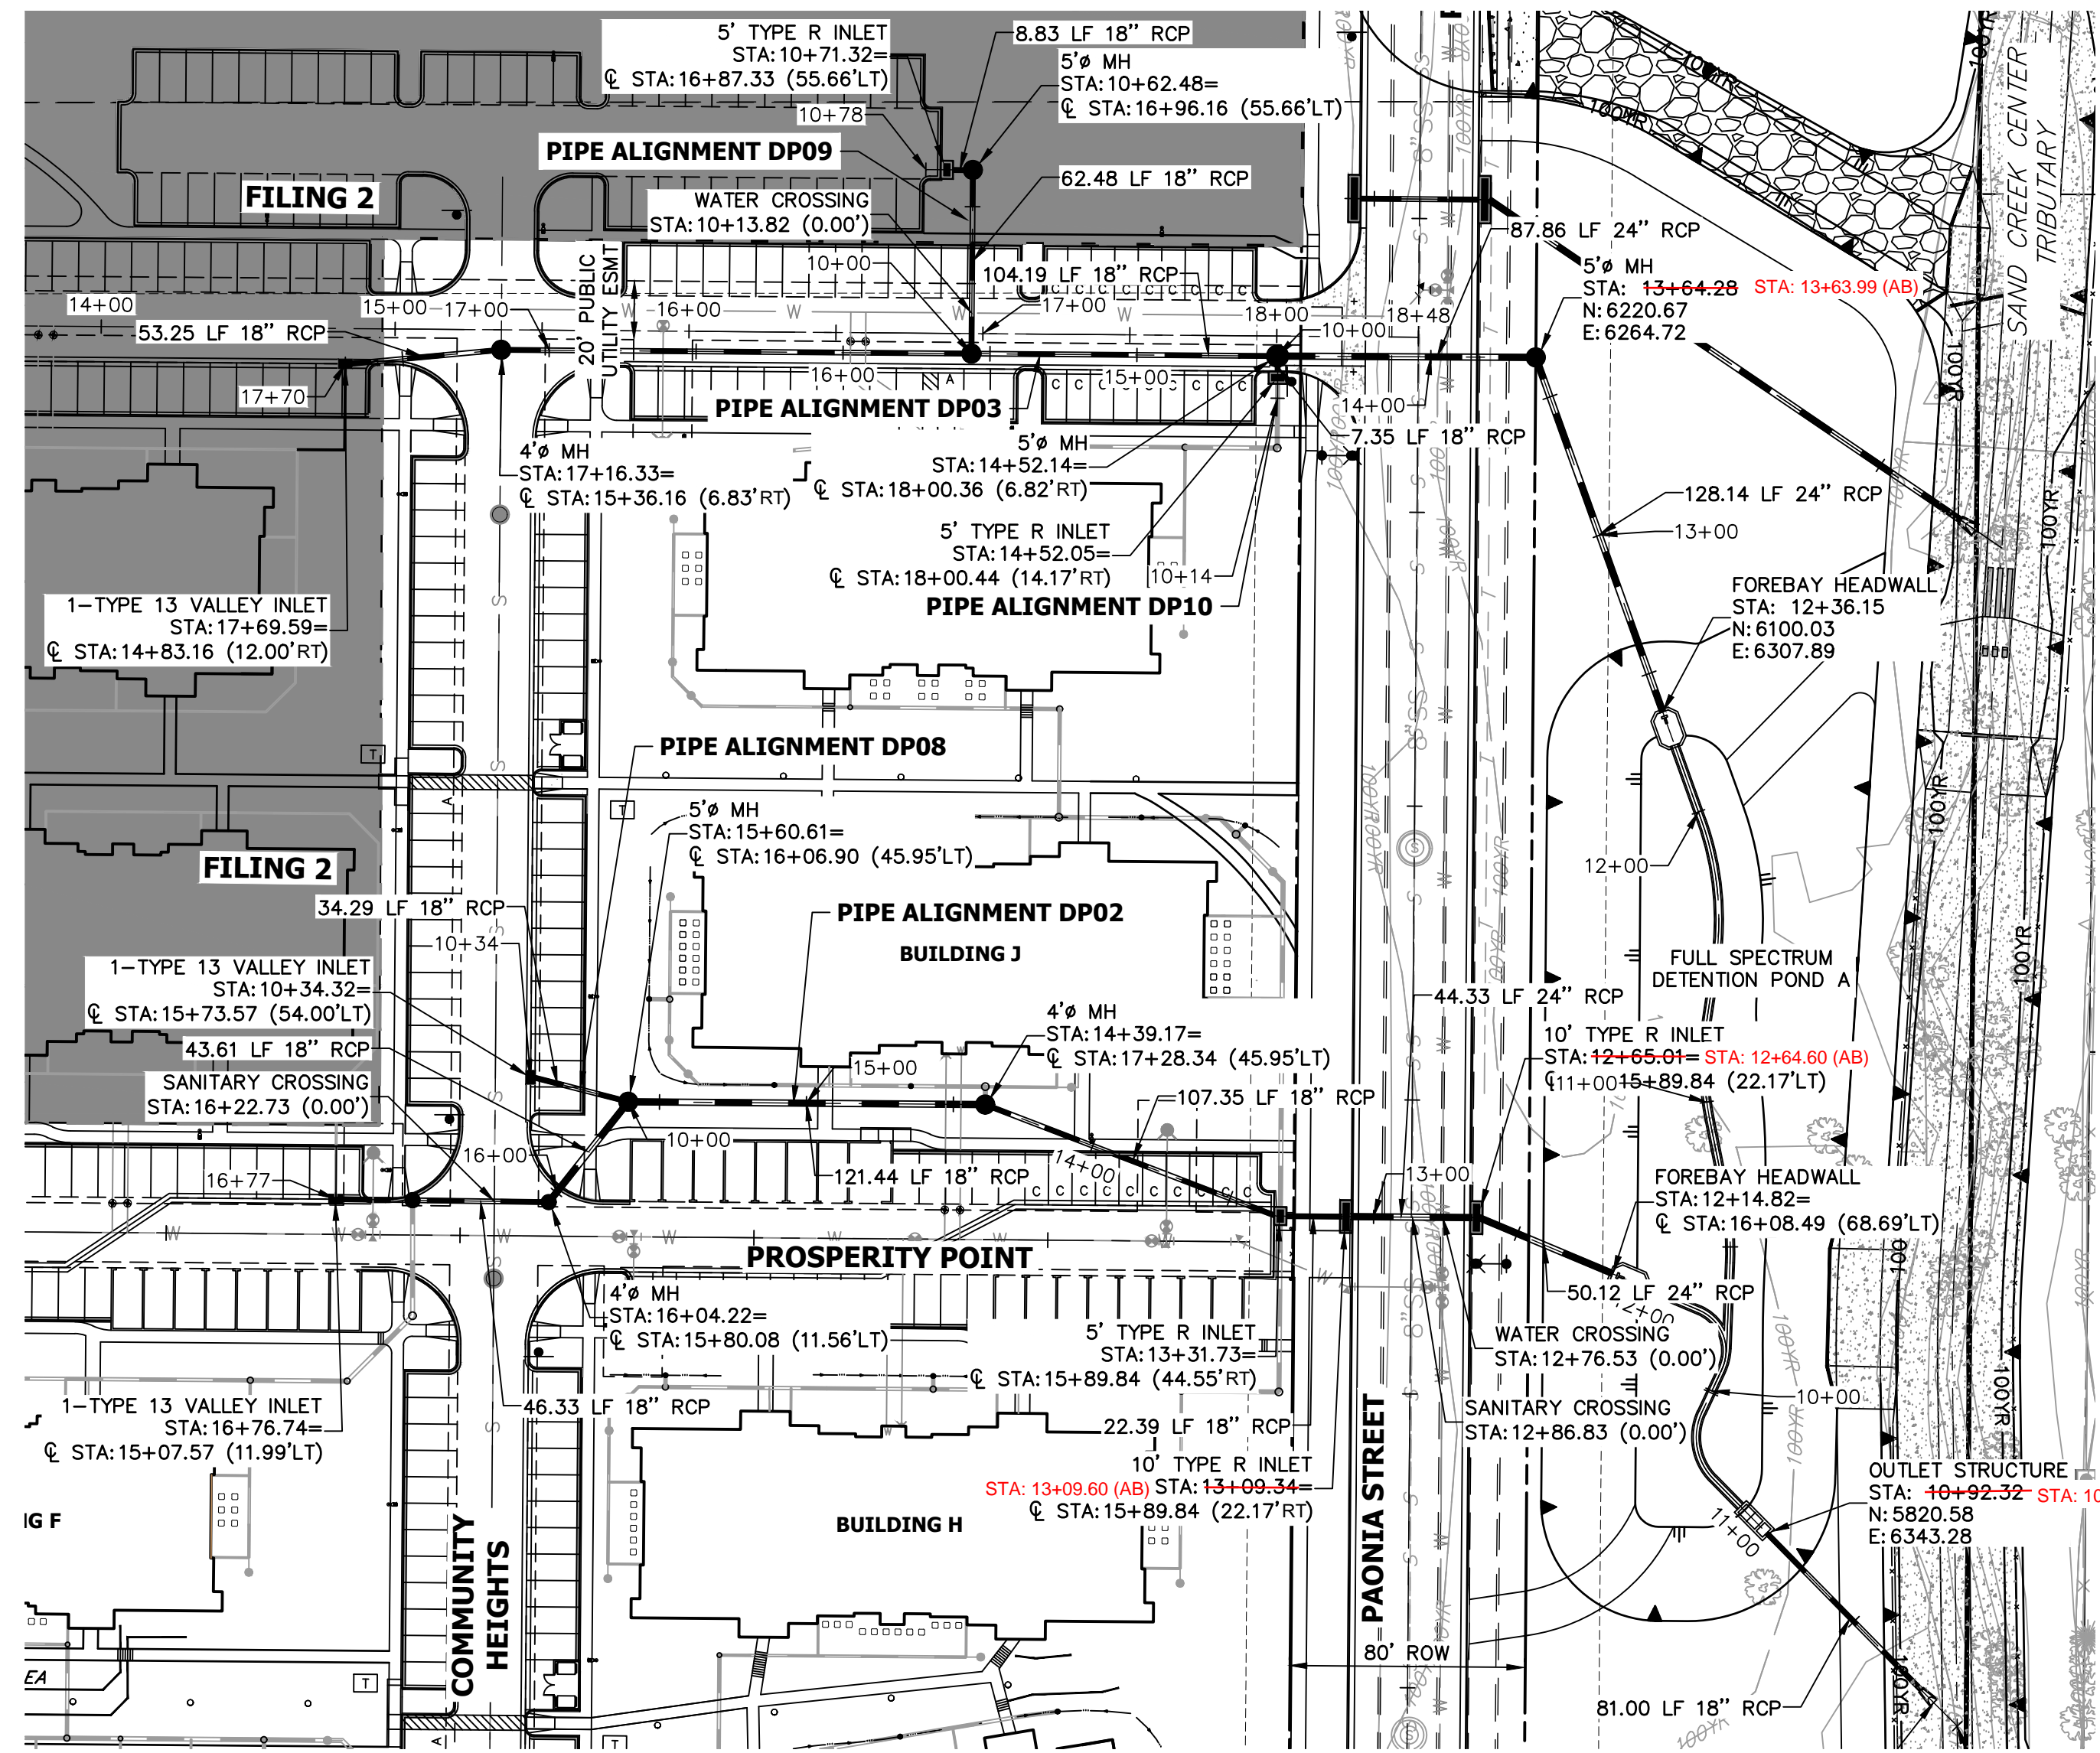 5' TYPE R INLET
STA: 10+71.32=
℄ STA: 16+87.33 (55.66'LT)
8.83 LF 18" RCP
5'ø MH
STA: 10+62.48=
℄ STA: 16+96.16 (55.66'LT)
10+78
PIPE ALIGNMENT DP09
62.48 LF 18" RCP
FILING 2
WATER CROSSING
STA: 10+13.82 (0.00')
10+00
20' PUBLIC
UTILITY ESMT
104.19 LF 18" RCP
87.86 LF 24" RCP
5'ø MH
STA: 13+64.28 STA: 13+63.99 (AB)
N: 6220.67
E: 6264.72
SAND CREEK CENTER
TRIBUTARY
100YR
100YR
100YR
14+00
15+00
17+00
16+00
17+00
18+00
10+00
18+48
53.25 LF 18" RCP
17+70
16+00
15+00
14+00
PIPE ALIGNMENT DP03
7.35 LF 18" RCP
4'ø MH
STA: 17+16.33=
℄ STA: 15+36.16 (6.83'RT)
5'ø MH
STA: 14+52.14=
℄ STA: 18+00.36 (6.82'RT)
5' TYPE R INLET
STA: 14+52.05=
℄ STA: 18+00.44 (14.17'RT)
10+14
PIPE ALIGNMENT DP10
128.14 LF 24" RCP
13+00
FOREBAY HEADWALL
STA: 12+36.15
N: 6100.03
E: 6307.89
1-TYPE 13 VALLEY INLET
STA: 17+69.59=
℄ STA: 14+83.16 (12.00'RT)
PIPE ALIGNMENT DP08
T
T
5'ø MH
STA: 15+60.61=
℄ STA: 16+06.90 (45.95'LT)
12+00
FILING 2
34.29 LF 18" RCP
PIPE ALIGNMENT DP02
BUILDING J
10+34
FULL SPECTRUM
DETENTION POND A
1-TYPE 13 VALLEY INLET
STA: 10+34.32=
℄ STA: 15+73.57 (54.00'LT)
44.33 LF 24" RCP
4'ø MH
STA: 14+39.17=
℄ STA: 17+28.34 (45.95'LT)
10' TYPE R INLET
STA: 12+65.01= STA: 12+64.60 (AB)
℄ 11+00 15+89.84 (22.17'LT)
43.61 LF 18" RCP
SANITARY CROSSING
STA: 16+22.73 (0.00')
15+00
107.35 LF 18" RCP
10+00
16+00
121.44 LF 18" RCP
14+00
13+00
16+77
FOREBAY HEADWALL
STA: 12+14.82=
℄ STA: 16+08.49 (68.69'LT)
PROSPERITY POINT
50.12 LF 24" RCP
12+00
4'ø MH
STA: 16+04.22=
℄ STA: 15+80.08 (11.56'LT)
5' TYPE R INLET
STA: 13+31.73=
℄ STA: 15+89.84 (44.55'RT)
WATER CROSSING
STA: 12+76.53 (0.00')
10+00
SANITARY CROSSING
STA: 12+86.83 (0.00')
1-TYPE 13 VALLEY INLET
STA: 16+76.74=
℄ STA: 15+07.57 (11.99'LT)
46.33 LF 18" RCP
22.39 LF 18" RCP
10' TYPE R INLET
STA: 13+09.60 (AB) STA: 13+09.34=
℄ STA: 15+89.84 (22.17'RT)
OUTLET STRUCTURE
STA: 10+92.32 STA: 10
N: 5820.58
E: 6343.28
11+00
IG F
BUILDING H
COMMUNITY
HEIGHTS
PAONIA STREET
80' ROW
81.00 LF 18" RCP
EA
T
T
100YR
100YR
100YR
100YR
100YR